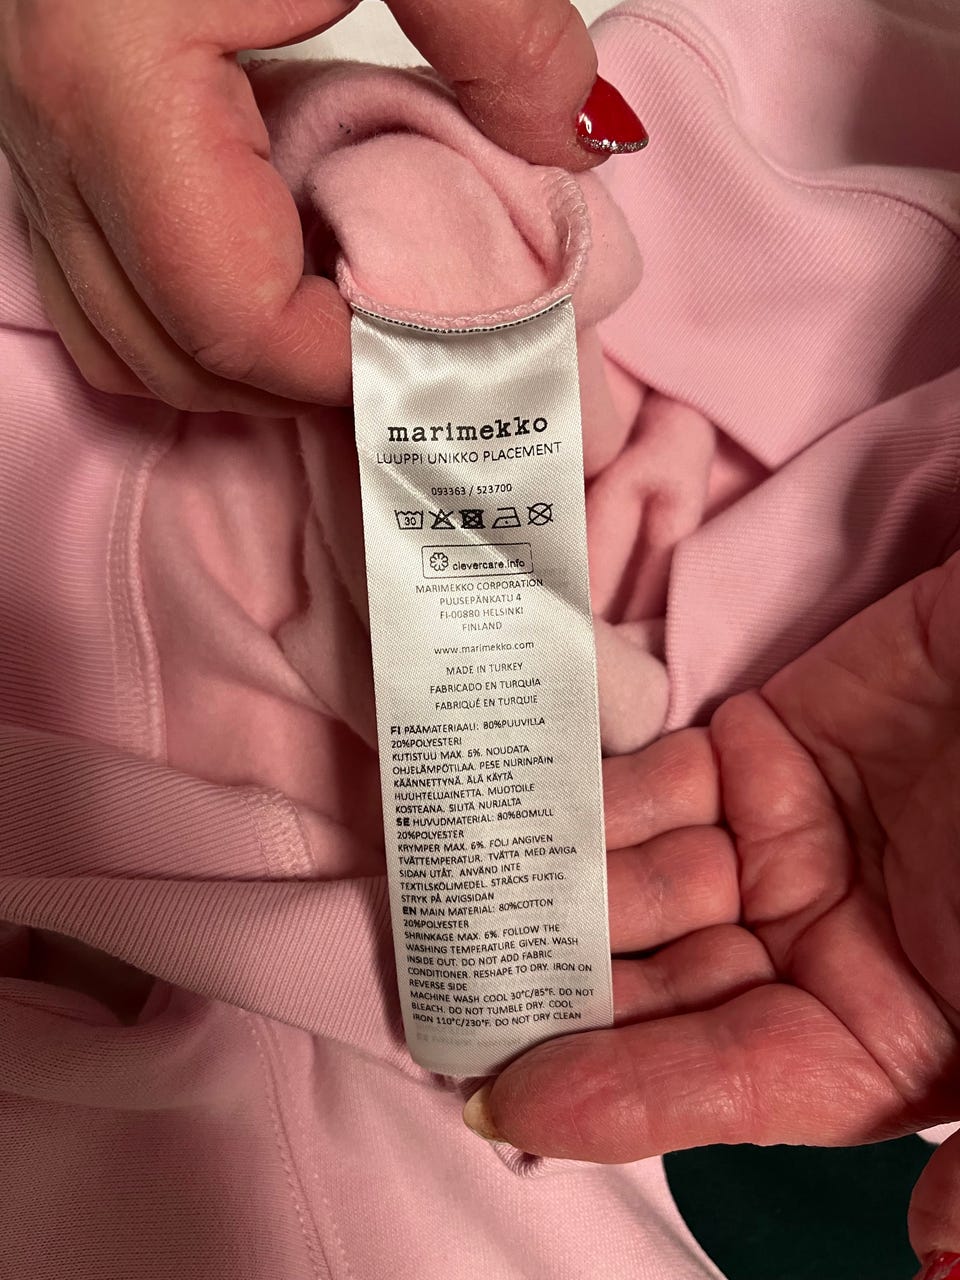 marimekko
LUUPPI UNIKKO PLACEMENT
093363 / 523700
30
clevercare.info
MARIMEKKO CORPORATION
PUUSEPÄNKATU 4
FI-00880 HELSINKI
FINLAND
www.marimekko.com
MADE IN TURKEY
FABRICADO EN TURQUÍA
FABRIQUÉ EN TURQUIE
FI PÄÄMATERIAALI: 80%PUUVILLA
20%POLYESTERI
KUTISTUU MAX. 6%. NOUDATA
OHJELÄMPÖTILAA. PESE NURINPÄIN
KÄÄNNETTYNÄ. ÄLÄ KÄYTÄ
HUUHTELUAINETTA. MUOTOILE
KOSTEANA. SILITÄ NURJALTA
SE HUVUDMATERIAL: 80%BOMULL
20%POLYESTER
KRYMPER MAX. 6%. FÖLJ ANGIVEN
TVÄTTEMPERATUR. TVÄTTA MED AVIGA
SIDAN UTÅT. ANVÄND INTE
TEXTILSKÖLJMEDEL. STRÄCKS FUKTIG.
STRYK PÅ AVIGSIDAN
EN MAIN MATERIAL: 80%COTTON
20%POLYESTER
SHRINKAGE MAX. 6%. FOLLOW THE
WASHING TEMPERATURE GIVEN. WASH
INSIDE OUT. DO NOT ADD FABRIC
CONDITIONER. RESHAPE TO DRY. IRON ON
REVERSE SIDE
MACHINE WASH COOL 30°C/85°F. DO NOT
BLEACH. DO NOT TUMBLE DRY. COOL
IRON 110°C/230°F. DO NOT DRY CLEAN